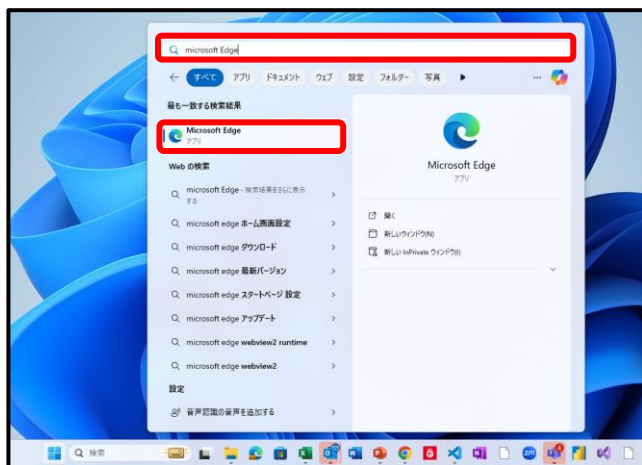 microsoft Edge
すべて アプリ ドキュメント ウェブ 設定 フォルダー 写真
最も一致する検索結果
Microsoft Edge
アプリ
Web の検索
microsoft Edge - 検索結果をさらに表示
する
microsoft edge ホーム画面設定
microsoft edge ダウンロード
microsoft edge 最新バージョン
microsoft edge スタートページ 設定
microsoft edge アップデート
microsoft edge webview2 runtime
microsoft edge webview2
設定
音声認識の音声を追加する
Microsoft Edge
アプリ
開く
新しいウィンドウ(N)
新しい InPrivate ウィンドウ(I)
検索
zm